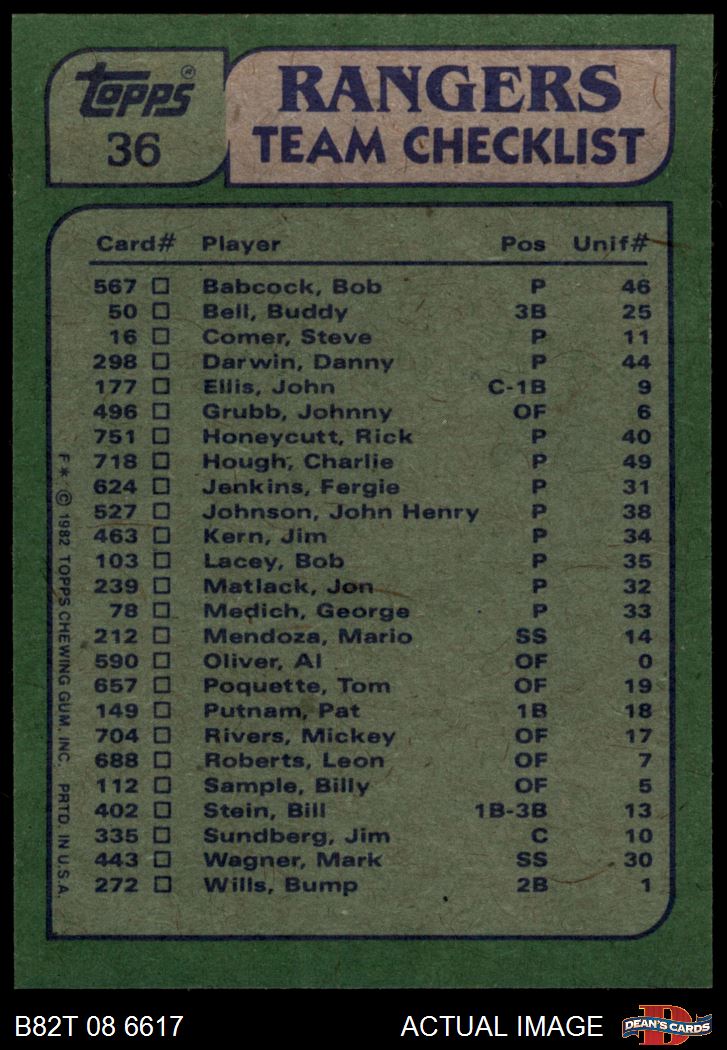 topps®
36
RANGERS
TEAM CHECKLIST
Card# Player Pos Unif#
567 Babcock, Bob P 46
50 Bell, Buddy 3B 25
16 Comer, Steve P 11
298 Darwin, Danny P 44
177 Ellis, John C-1B 9
496 Grubb, Johnny OF 6
751 Honeycutt, Rick P 40
718 Hough, Charlie P 49
624 Jenkins, Fergie P 31
527 Johnson, John Henry P 38
463 Kern, Jim P 34
103 Lacey, Bob P 35
239 Matlack, Jon P 32
78 Medich, George P 33
212 Mendoza, Mario SS 14
590 Oliver, Al OF 0
657 Poquette, Tom OF 19
149 Putnam, Pat 1B 18
704 Rivers, Mickey OF 17
688 Roberts, Leon OF 7
112 Sample, Billy OF 5
402 Stein, Bill 1B-3B 13
335 Sundberg, Jim C 10
443 Wagner, Mark SS 30
272 Wills, Bump 2B 1
F* © 1982 TOPPS CHEWING GUM, INC. PRTD. IN U.S.A.
B82T 08 6617 ACTUAL IMAGE
D
DEAN'S CARDS